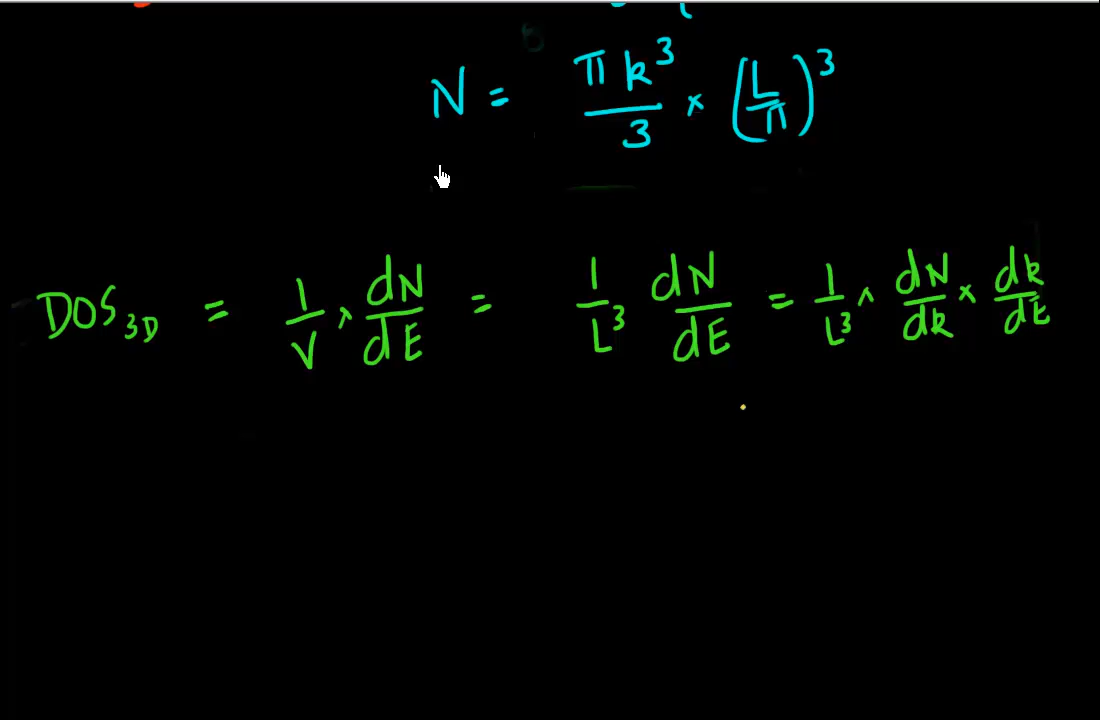 N = πk³/3 × (L/π)³
DOS₃D = 1/V × dN/dE = 1/L³ dN/dE = 1/L³ × dN/dk × dk/dE